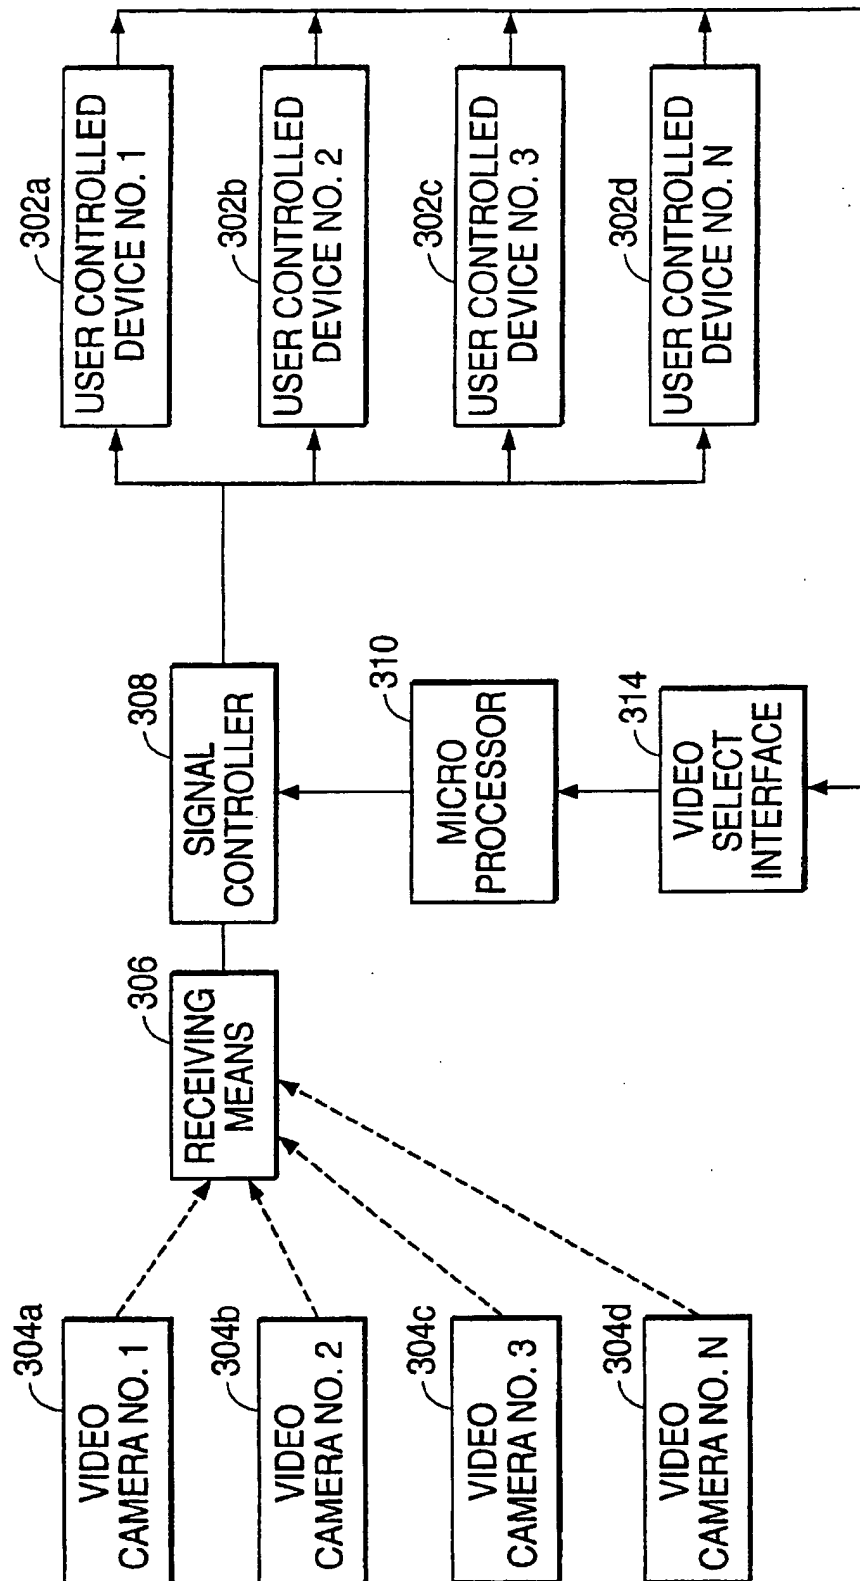 304a
VIDEO
CAMERA NO. 1
304b
VIDEO
CAMERA NO. 2
304c
VIDEO
CAMERA NO. 3
304d
VIDEO
CAMERA NO. N
306
RECEIVING
MEANS
308
SIGNAL
CONTROLLER
310
MICRO
PROCESSOR
314
VIDEO
SELECT
INTERFACE
302a
USER CONTROLLED
DEVICE NO. 1
302b
USER CONTROLLED
DEVICE NO. 2
302c
USER CONTROLLED
DEVICE NO. 3
302d
USER CONTROLLED
DEVICE NO. N